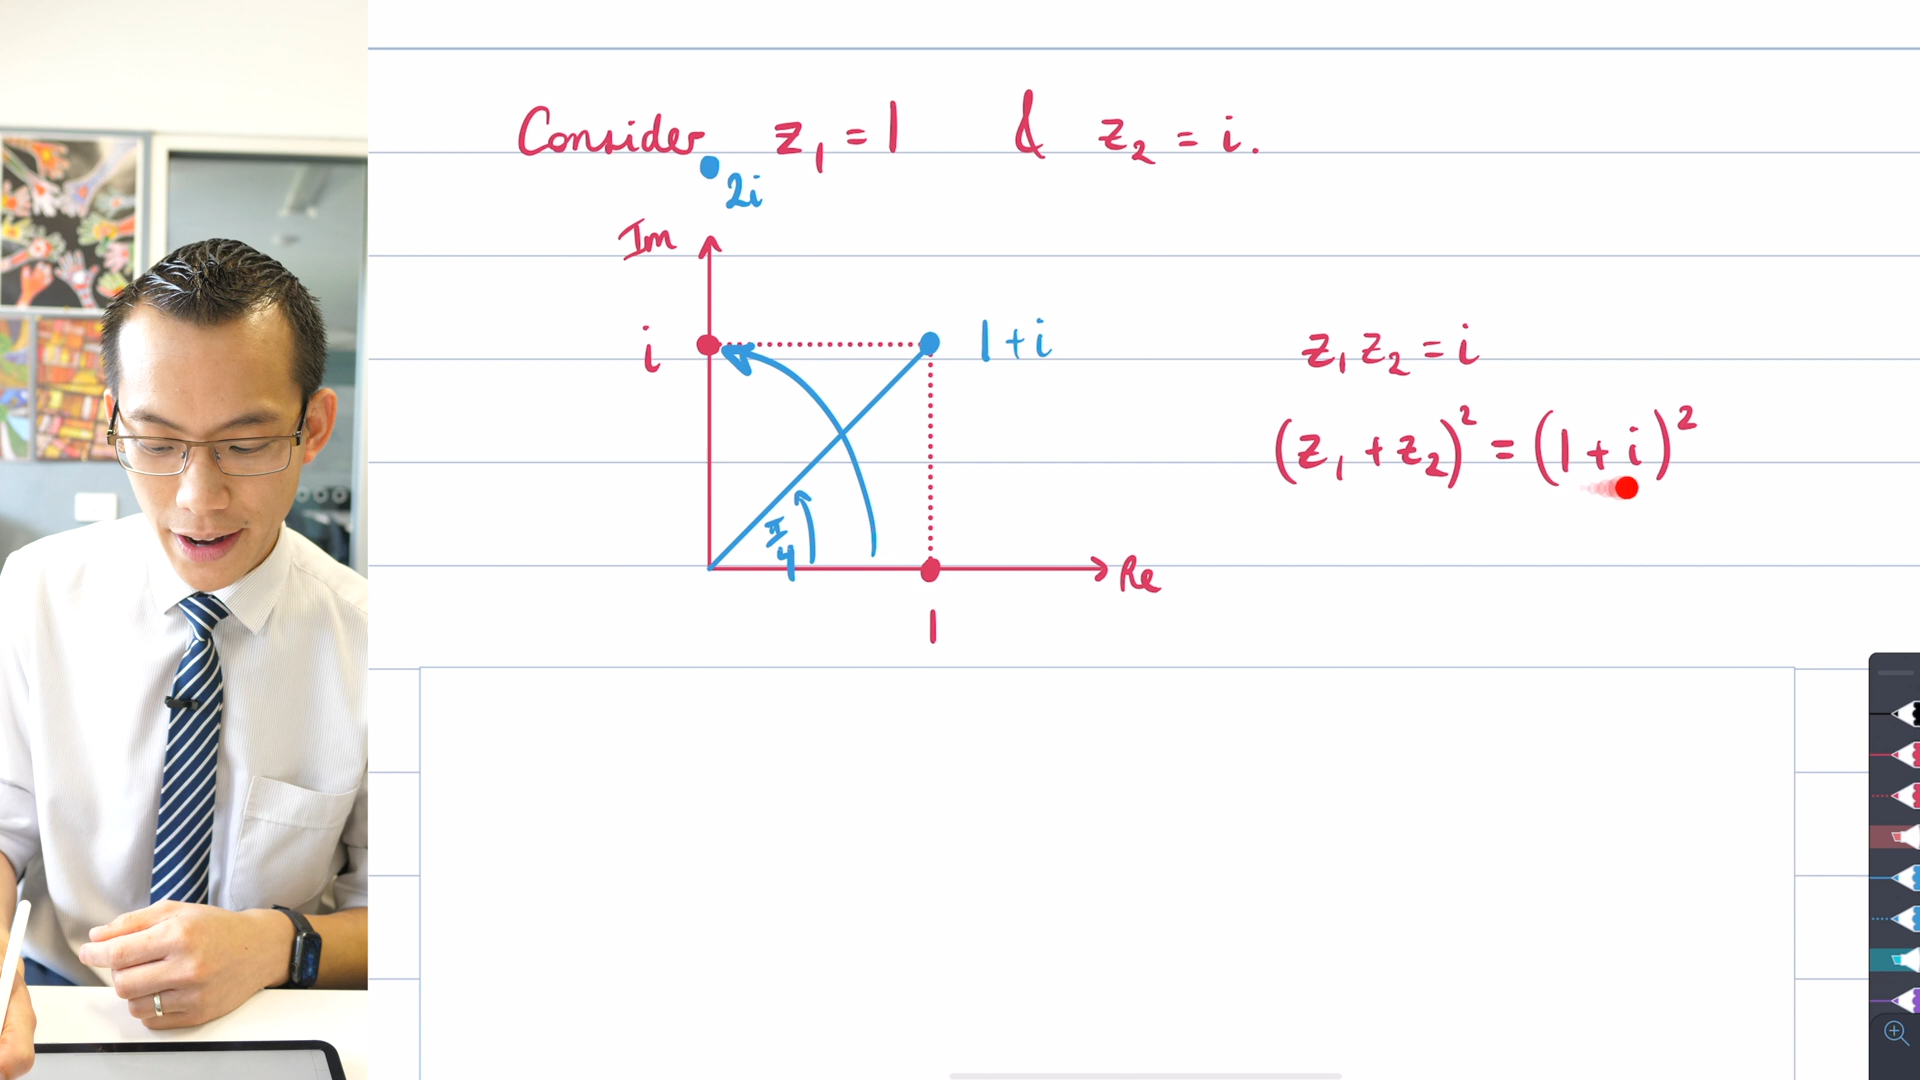 Consider z₁ = 1 & z₂ = i.
2i
Im
i
1+i
z₁z₂ = i
(z₁+z₂)² = (1+i)²
π/4
Re
1